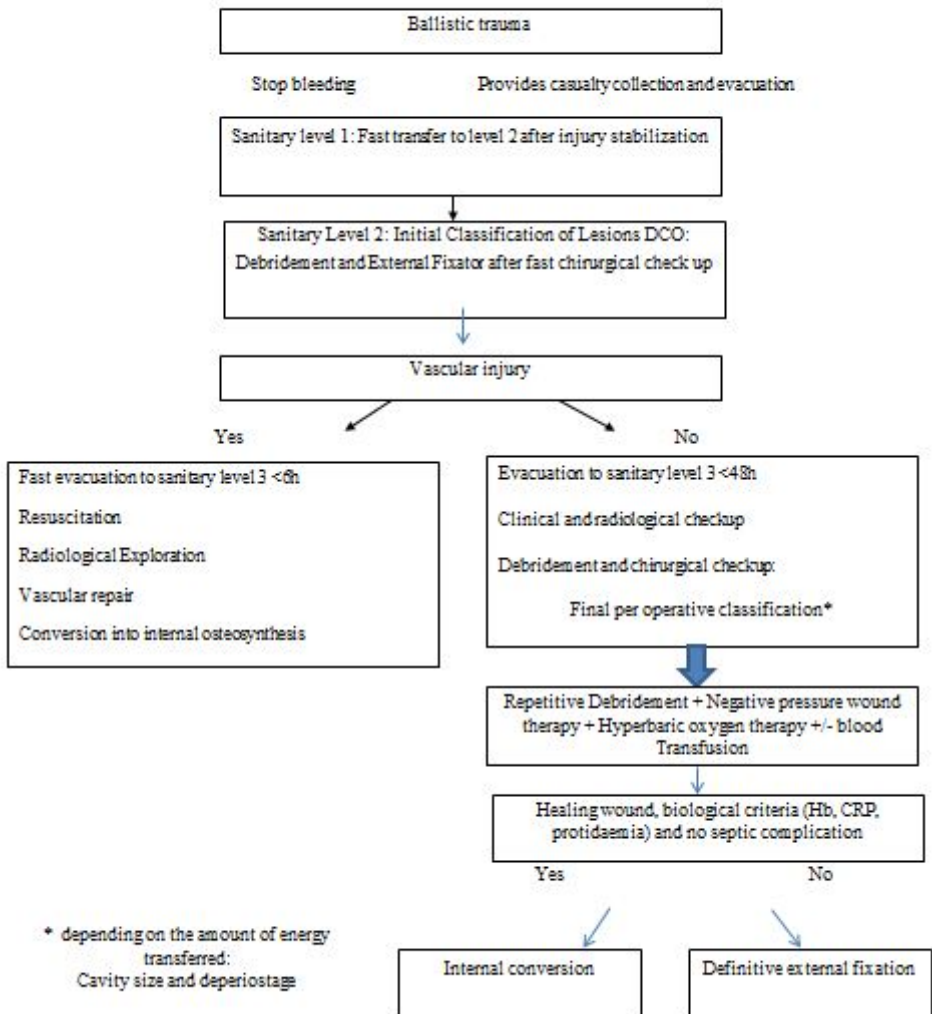 Ballistic trauma
Stop bleeding
Provides casualty collection and evacuation
Sanitary level 1: Fast transfer to level 2 after injury stabilization
Sanitary Level 2: Initial Classification of Lesions DCO:
Debridement and External Fixator after fast chirurgical check up
Vascular injury
Yes
No
Fast evacuation to sanitary level 3 <6h
Resuscitation
Radiological Exploration
Vascular repair
Conversion into internal osteosynthesis
Evacuation to sanitary level 3 <48h
Clinical and radiological checkup
Debridement and chirurgical checkup:
Final per operative classification*
Repetitive Debridement + Negative pressure wound
therapy + Hyperbaric oxygen therapy +/- blood
Transfusion
Healing wound, biological criteria (Hb, CRP,
protidaemia) and no septic complication
Yes
No
* depending on the amount of energy
transferred:
Cavity size and deperiostage
Internal conversion
Definitive external fixation